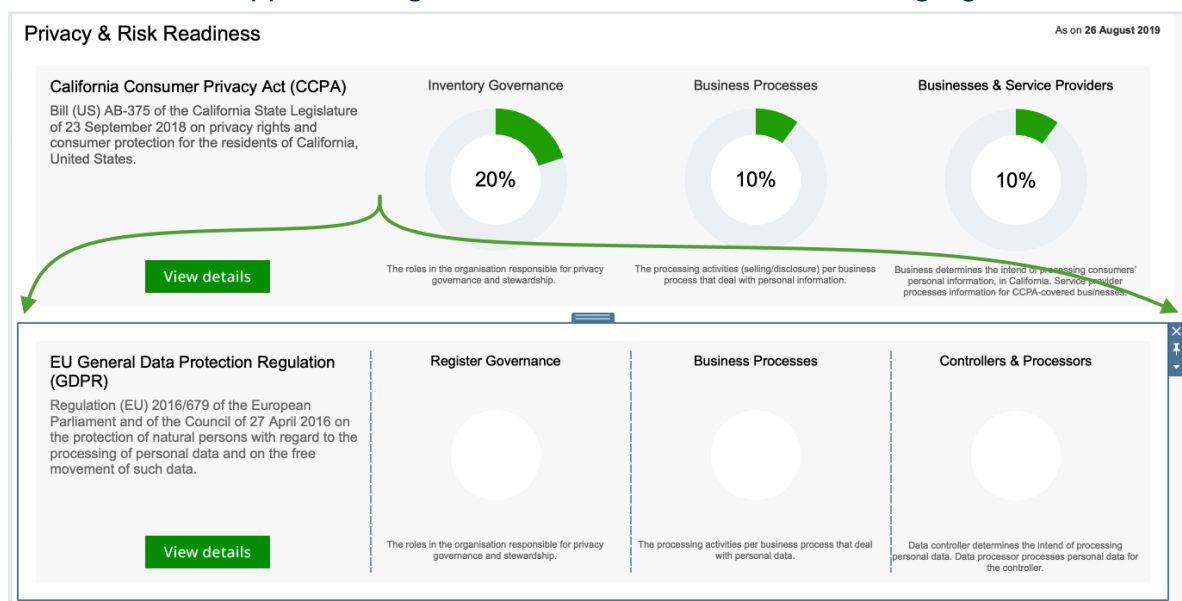 Privacy & Risk Readiness
As on 26 August 2019
California Consumer Privacy Act (CCPA)
Bill (US) AB-375 of the California State Legislature
of 23 September 2018 on privacy rights and
consumer protection for the residents of California,
United States.
View details
Inventory Governance
20%
The roles in the organisation responsible for privacy
governance and stewardship.
Business Processes
10%
The processing activities (selling/disclosure) per business
process that deal with personal information.
Businesses & Service Providers
10%
Business determines the intend of processing consumers'
personal information, in California. Service provider
processes information for CCPA-covered businesses.
EU General Data Protection Regulation
(GDPR)
Regulation (EU) 2016/679 of the European
Parliament and of the Council of 27 April 2016 on
the protection of natural persons with regard to the
processing of personal data and on the free
movement of such data.
View details
Register Governance
The roles in the organisation responsible for privacy
governance and stewardship.
Business Processes
The processing activities per business process that deal
with personal data.
Controllers & Processors
Data controller determines the intend of processing
personal data. Data processor processes personal data for
the controller.